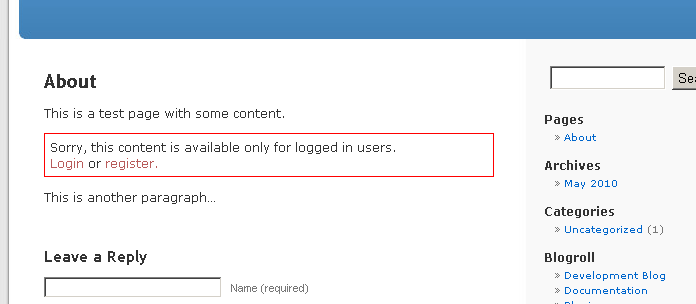 About
This is a test page with some content.
Sorry, this content is available only for logged in users.
Login or register.
This is another paragraph...
Leave a Reply
Name (required)
Pages
» About
Archives
» May 2010
Categories
» Uncategorized (1)
Blogroll
» Development Blog
» Documentation